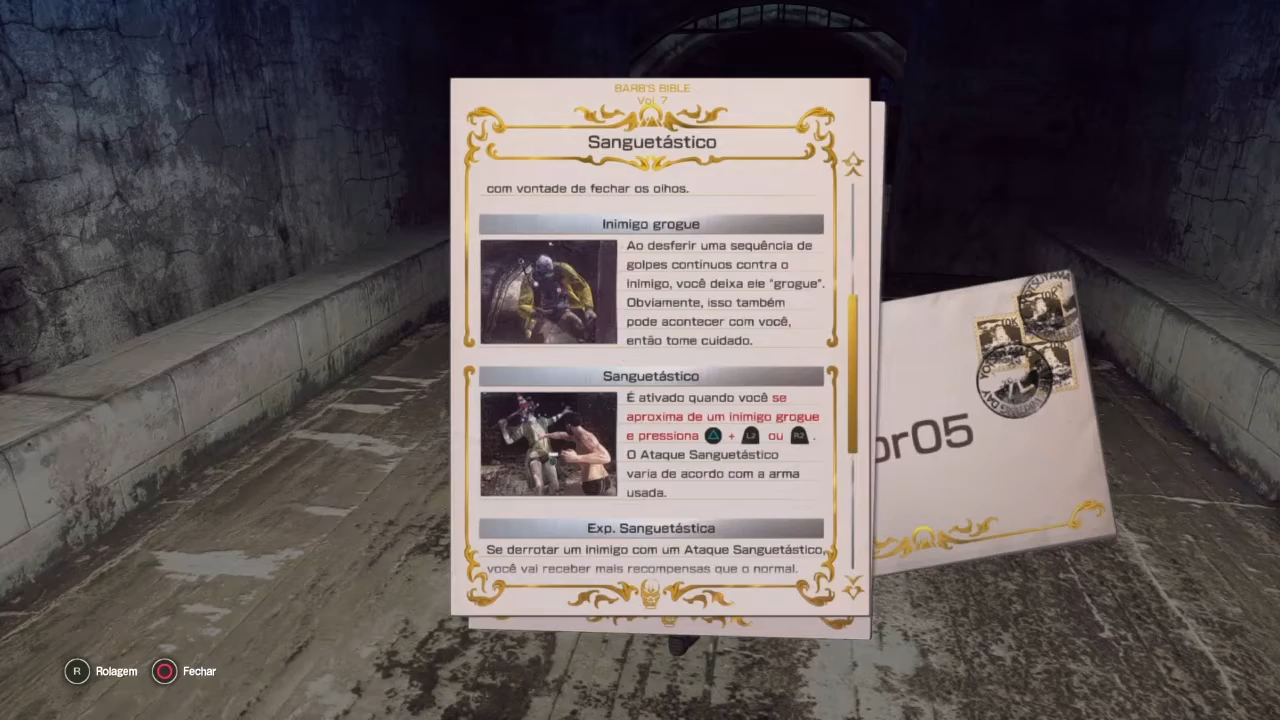 BARB'S BIBLE
Vol. 7
Sanguetástico
com vontade de fechar os olhos.
Inimigo grogue
Ao desferir uma sequência de
golpes contínuos contra o
inimigo, você deixa ele "grogue".
Obviamente, isso também
pode acontecer com você,
então tome cuidado.
Sanguetástico
É ativado quando você se
aproxima de um inimigo grogue
e pressiona △ + L2 ou R2 .
O Ataque Sanguetástico
varia de acordo com a arma
usada.
Exp. Sanguetástica
Se derrotar um inimigo com um Ataque Sanguetástico,
você vai receber mais recompensas que o normal.
or05
R Rolagem
Fechar